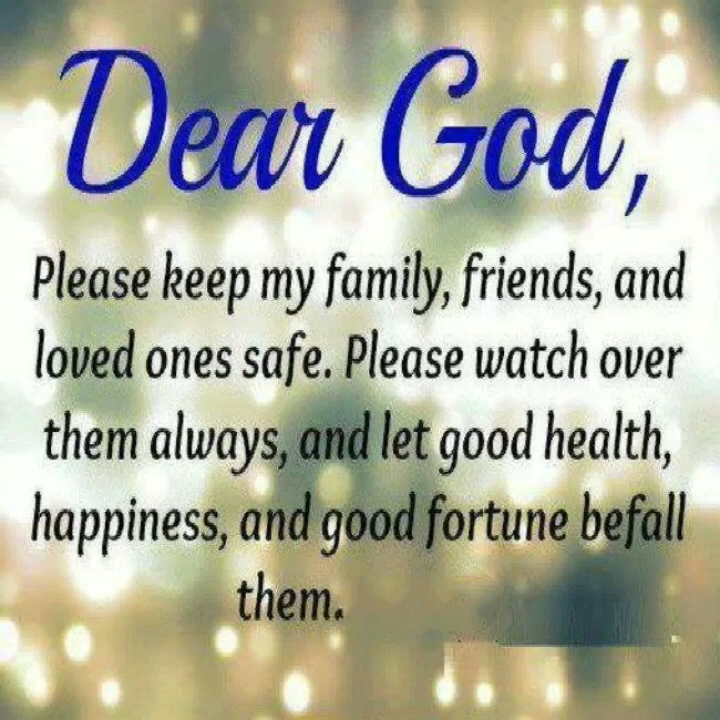 Dear God,
Please keep my family, friends, and
loved ones safe. Please watch over
them always, and let good health,
happiness, and good fortune befall
them.